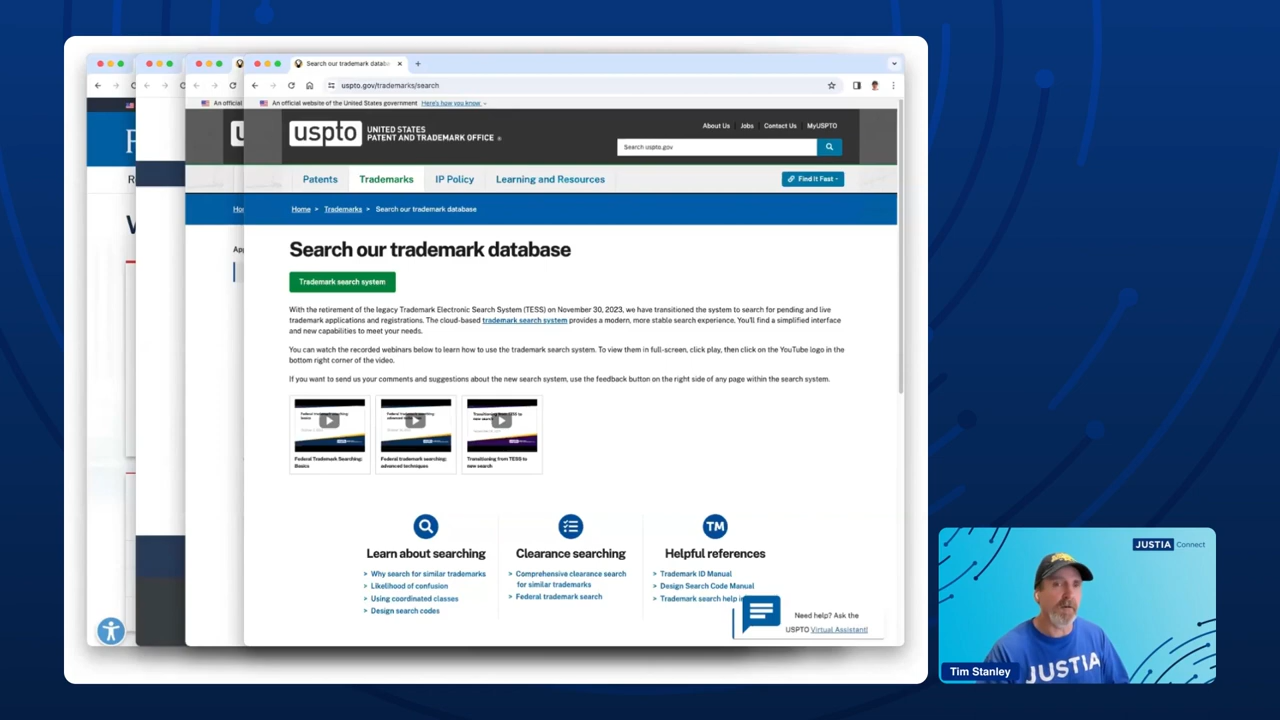 Search our trademark databa
uspto.gov/trademarks/search
An official
An official website of the United States government Here's how you know
uspto UNITED STATES
PATENT AND TRADEMARK OFFICE
About Us Jobs Contact Us MyUSPTO
Search uspto.gov
Patents Trademarks IP Policy Learning and Resources
Find It Fast
Home > Trademarks > Search our trademark database
Search our trademark database
Trademark search system
With the retirement of the legacy Trademark Electronic Search System (TESS) on November 30, 2023, we have transitioned the system to search for pending and live
trademark applications and registrations. The cloud-based trademark search system provides a modern, more stable search experience. You'll find a simplified interface
and new capabilities to meet your needs.
You can watch the recorded webinars below to learn how to use the trademark search system. To view them in full-screen, click play, then click on the YouTube logo in the
bottom right corner of the video.
If you want to send us your comments and suggestions about the new search system, use the feedback button on the right side of any page within the search system.
Federal Trademark Searching:
Basics
Federal trademark searching:
advanced techniques
Transitioning from TESS to
new search
Learn about searching
> Why search for similar trademarks
> Likelihood of confusion
> Using coordinated classes
> Design search codes
Clearance searching
> Comprehensive clearance search
for similar trademarks
> Federal trademark search
TM
Helpful references
> Trademark ID Manual
> Design Search Code Manual
> Trademark search help
Need help? Ask the
USPTO Virtual Assistant!
JUSTIA Connect
JUSTIA
Tim Stanley